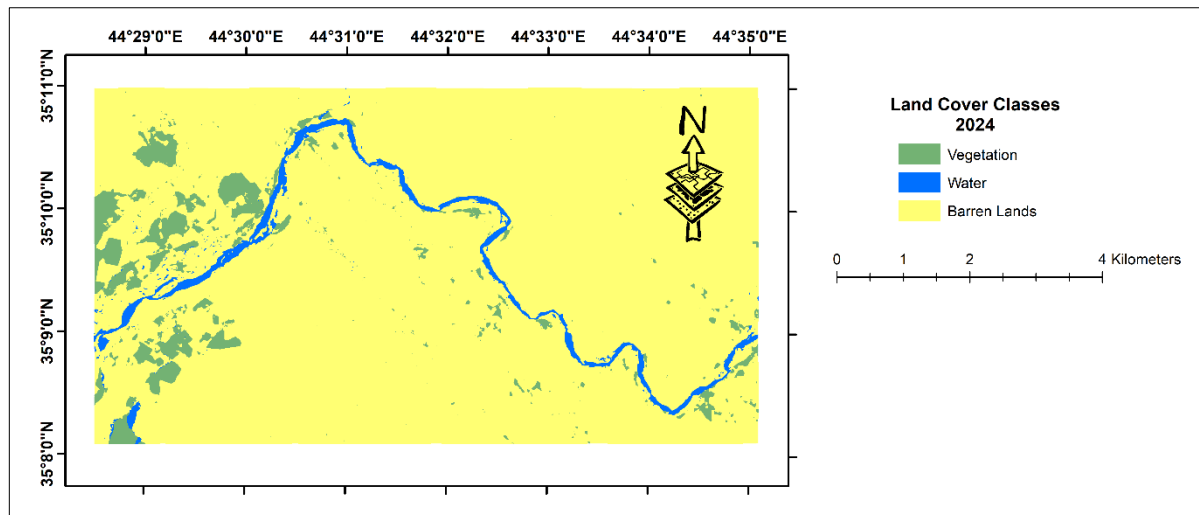 44°29'0"E 44°30'0"E 44°31'0"E 44°32'0"E 44°33'0"E 44°34'0"E 44°35'0"E
35°11'0"N
35°10'0"N
35°9'0"N
35°8'0"N
N
Land Cover Classes
2024
Vegetation
Water
Barren Lands
0 1 2 4 Kilometers